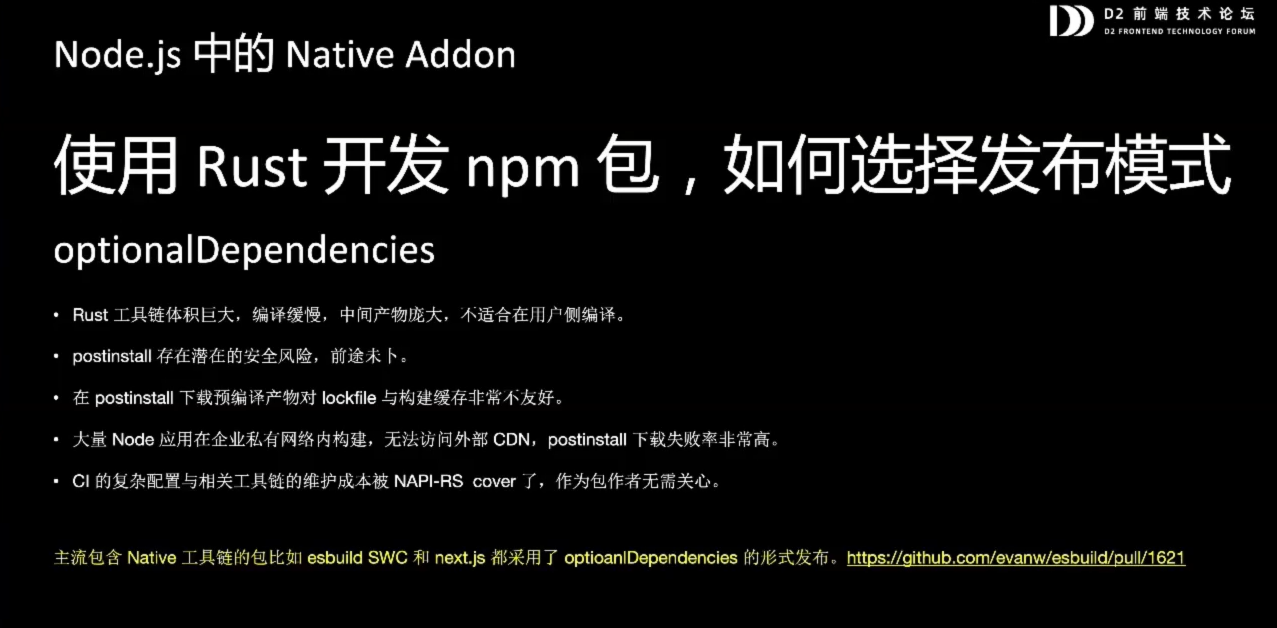 D2 前端技术论坛
D2 FRONTEND TECHNOLOGY FORUM
Node.js 中的 Native Addon
使用 Rust 开发 npm 包，如何选择发布模式
optionalDependencies
• Rust 工具链体积巨大，编译缓慢，中间产物庞大，不适合在用户侧编译。
• postinstall 存在潜在的安全风险，前途未卜。
• 在 postinstall 下载预编译产物对 lockfile 与构建缓存非常不友好。
• 大量 Node 应用在企业私有网络内构建，无法访问外部 CDN，postinstall 下载失败率非常高。
• CI 的复杂配置与相关工具链的维护成本被 NAPI-RS cover 了，作为包作者无需关心。
主流包含 Native 工具链的包比如 esbuild SWC 和 next.js 都采用了 optioanlDependencies 的形式发布。https://github.com/evanw/esbuild/pull/1621